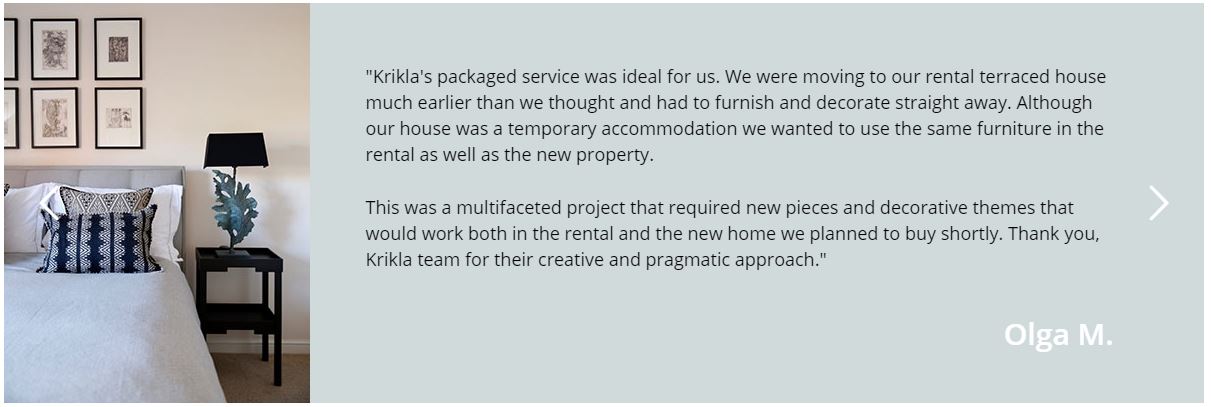 "Krikla's packaged service was ideal for us. We were moving to our rental terraced house
much earlier than we thought and had to furnish and decorate straight away. Although
our house was a temporary accommodation we wanted to use the same furniture in the
rental as well as the new property.
This was a multifaceted project that required new pieces and decorative themes that
would work both in the rental and the new home we planned to buy shortly. Thank you,
Krikla team for their creative and pragmatic approach."
Olga M.